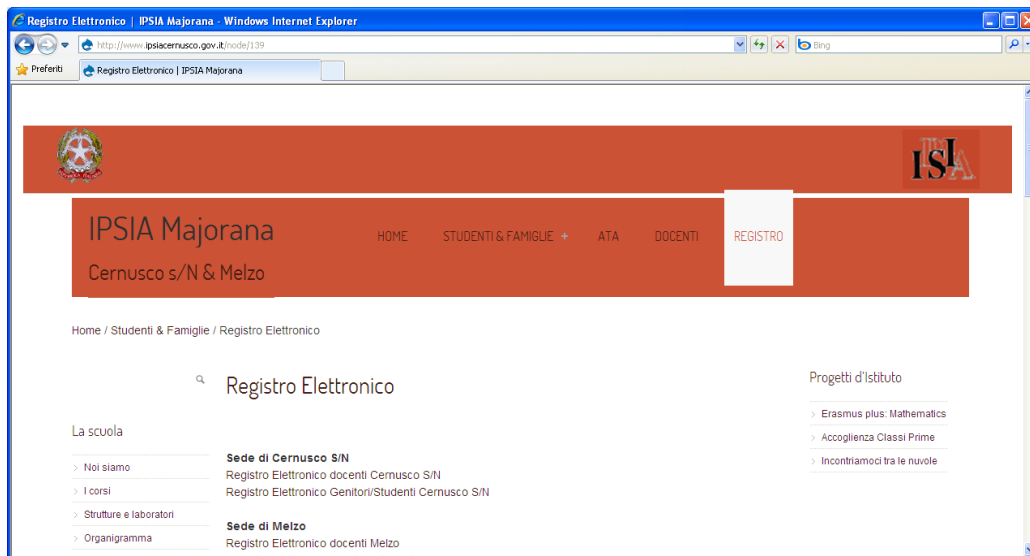 Registro Elettronico | IPSIA Majorana - Windows Internet Explorer
http://www.ipsiacernusco.gov.it/node/139
Bing
Preferiti
Registro Elettronico | IPSIA Majorana
ISIA
IPSIA Majorana
Cernusco s/N & Melzo
HOME STUDENTI & FAMIGLIE + ATA DOCENTI REGISTRO
Home / Studenti & Famiglie / Registro Elettronico
Registro Elettronico
La scuola
Noi siamo
I corsi
Strutture e laboratori
Organigramma
Sede di Cernusco S/N
Registro Elettronico docenti Cernusco S/N
Registro Elettronico Genitori/Studenti Cernusco S/N
Sede di Melzo
Registro Elettronico docenti Melzo
Progetti d'Istituto
Erasmus plus: Mathematics
Accoglienza Classi Prime
Incontriamoci tra le nuvole